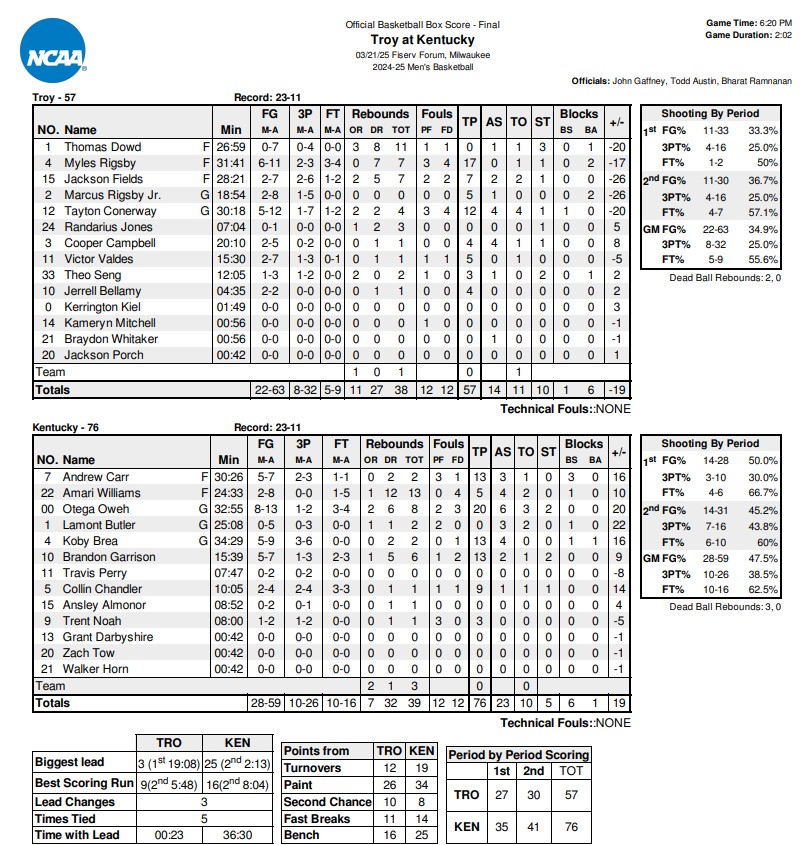 NCAA
Official Basketball Box Score - Final
Troy at Kentucky
03/21/25 Fiserv Forum, Milwaukee
2024-25 Men's Basketball
Game Time: 6:20 PM
Game Duration: 2:02
Officials: John Gaffney, Todd Austin, Bharat Ramnanan
Troy - 57 Record: 23-11
FG 3P FT Rebounds Fouls TP AS TO ST Blocks +/-
NO. Name Min M-A M-A M-A OR DR TOT PF FD BS BA
1 Thomas Dowd F 26:59 0-7 0-4 0-0 3 8 11 1 1 0 1 1 3 0 1 -20
4 Myles Rigsby F 31:41 6-11 2-3 3-4 0 7 7 3 4 17 0 1 1 0 2 -17
15 Jackson Fields F 28:21 2-7 2-6 1-2 2 5 7 2 2 7 2 2 1 0 0 -26
2 Marcus Rigsby Jr. G 18:54 2-8 1-5 0-0 0 2 2 0 0 5 1 0 0 0 2 -26
12 Tayton Conerway G 30:18 5-12 1-7 1-2 2 2 4 3 4 12 4 4 1 1 0 -20
24 Randarius Jones 07:04 0-1 0-0 0-0 1 2 3 0 0 0 0 0 1 0 0 5
3 Cooper Campbell 20:10 2-5 0-2 0-0 0 1 1 0 0 4 4 1 1 0 0 8
11 Victor Valdes 15:30 2-7 1-3 0-1 0 0 1 1 1 5 0 1 0 0 0 -5
33 Theo Seng 12:05 1-3 1-2 0-0 2 0 2 1 0 3 1 0 2 0 1 2
10 Jerrell Bellamy 04:35 2-2 0-0 0-0 0 0 0 0 0 4 0 0 0 0 0 2
0 Kerrington Kiel 01:49 0-0 0-0 0-0 0 0 0 0 0 0 0 0 0 0 0 3
14 Kameryn Mitchell 00:56 0-0 0-0 0-0 0 0 0 1 0 0 0 0 0 0 0 -1
21 Braydon Whitaker 00:56 0-0 0-0 0-0 0 0 0 0 0 0 1 0 0 0 0 -1
20 Jackson Porch 00:42 0-0 0-0 0-0 0 0 0 0 0 0 0 0 0 0 0 1
Team 1 0 1 0 1
Totals 22-63 8-32 5-9 11 27 38 12 12 57 14 11 10 1 6 -19
Technical Fouls::NONE
Shooting By Period
1st FG% 11-33 33.3%
3PT% 4-16 25.0%
FT% 1-2 50%
2nd FG% 11-30 36.7%
3PT% 4-16 25.0%
FT% 4-7 57.1%
GM FG% 22-63 34.9%
3PT% 8-32 25.0%
FT% 5-9 55.6%
Dead Ball Rebounds: 2, 0
Kentucky - 76 Record: 23-11
FG 3P FT Rebounds Fouls TP AS TO ST Blocks +/-
NO. Name Min M-A M-A M-A OR DR TOT PF FD BS BA
7 Andrew Carr F 30:26 5-7 2-3 1-1 0 2 2 3 1 13 3 1 0 3 0 16
22 Amari Williams F 24:33 2-8 0-0 1-5 1 12 13 0 4 5 4 2 0 1 0 10
00 Otega Oweh G 32:55 8-13 1-2 3-4 2 6 8 2 3 20 6 3 2 0 0 20
1 Lamont Butler G 25:08 0-5 0-3 0-0 1 1 2 2 0 0 3 2 0 1 0 22
4 Koby Brea G 34:29 5-9 3-6 0-0 0 2 2 0 0 13 4 0 0 1 1 16
10 Brandon Garrison 15:39 5-7 1-3 2-3 1 5 6 1 2 13 2 1 2 0 0 9
11 Travis Perry 07:47 0-2 0-2 0-0 0 0 0 0 0 0 0 0 0 0 0 -8
5 Collin Chandler 10:05 2-4 2-4 3-3 0 1 1 1 1 9 1 1 1 0 0 14
15 Ansley Almonor 08:52 0-2 0-1 0-0 0 1 1 0 0 0 0 0 0 0 0 4
9 Trent Noah 08:00 1-2 1-2 0-0 0 1 1 3 0 3 0 0 0 0 0 -5
13 Grant Darbyshire 00:42 0-0 0-0 0-0 0 0 0 0 0 0 0 0 0 0 0 -1
20 Zach Tow 00:42 0-0 0-0 0-0 0 0 0 0 0 0 0 0 0 0 0 -1
21 Walker Horn 00:42 0-0 0-0 0-0 0 0 0 0 0 0 0 0 0 0 0 -1
Team 2 1 3 0 0
Totals 28-59 10-26 10-16 7 32 39 12 12 76 23 10 5 6 1 19
Technical Fouls::NONE
Shooting By Period
1st FG% 14-28 50.0%
3PT% 3-10 30.0%
FT% 4-6 66.7%
2nd FG% 14-31 45.2%
3PT% 7-16 43.8%
FT% 6-10 60%
GM FG% 28-59 47.5%
3PT% 10-26 38.5%
FT% 10-16 62.5%
Dead Ball Rebounds: 3, 0
TRO KEN
Biggest lead 3 (1st 19:08) 25 (2nd 2:13)
Best Scoring Run 9(2nd 5:48) 16(2nd 8:04)
Lead Changes 3
Times Tied 5
Time with Lead 00:23 36:30
Points from TRO KEN
Turnovers 12 19
Paint 26 34
Second Chance 10 8
Fast Breaks 11 14
Bench 16 25
Period by Period Scoring
1st 2nd TOT
TRO 27 30 57
KEN 35 41 76